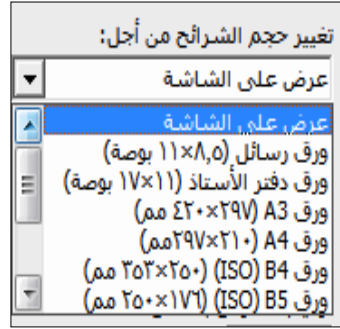 تغيير حجم الشرائح من أجل:
عرض على الشاشة
عرض على الشاشة
ورق رسائل (٨,٥×١١ بوصة)
ورق دفتر الأستاذ (١١×١٧ بوصة)
ورق A3 (٢٩٧×٤٢٠ مم)
ورق A4 (٢١٠×٢٩٧مم)
ورق B4 (ISO) (٢٥٠×٣٥٣ مم)
ورق B5 (ISO) (١٧٦×٢٥٠ مم)